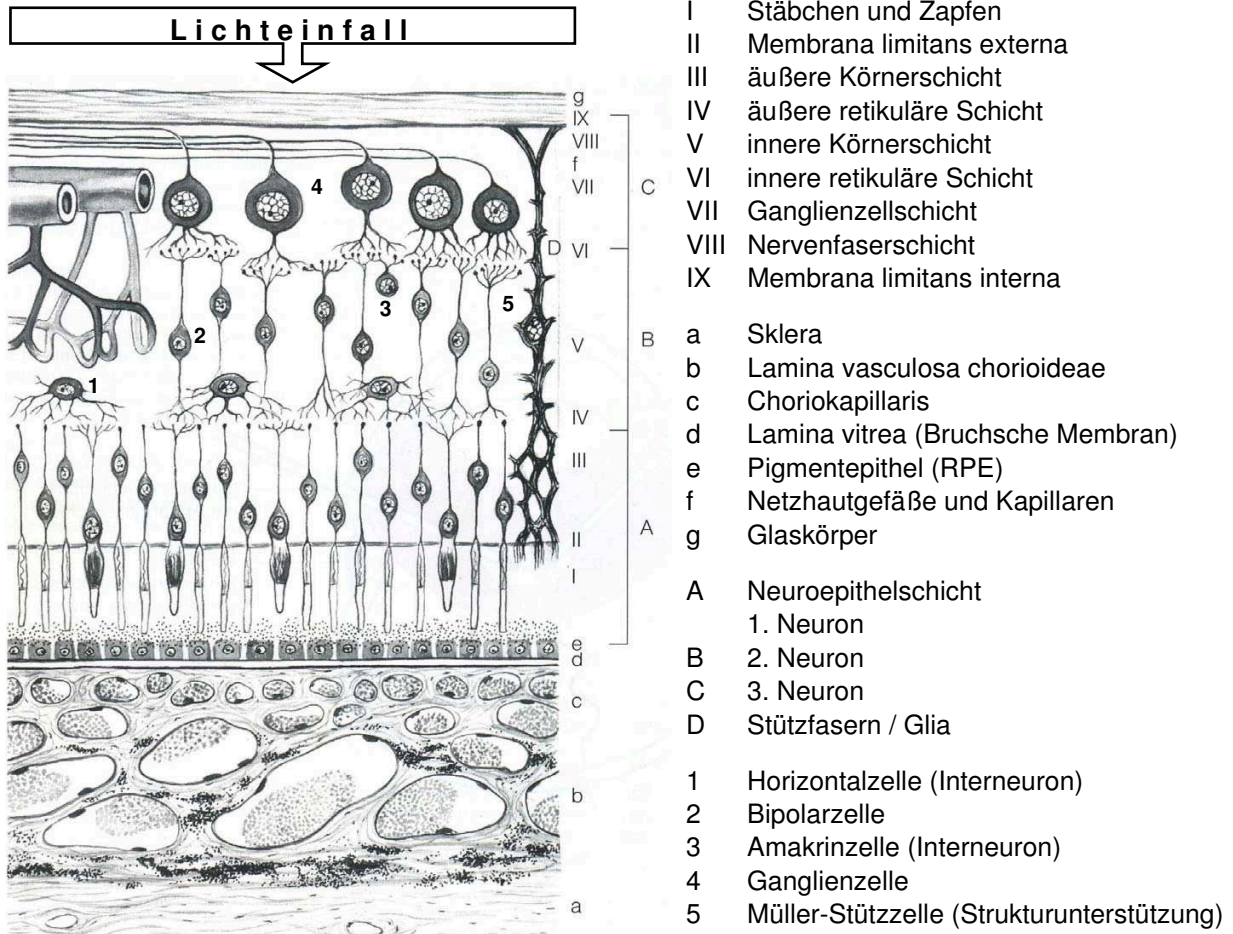 Lichteinfall
g
IX
VIII
f
VII
C
4
D
VI
3
5
2
V
B
1
IV
III
A
II
I
e
d
c
b
a
I Stäbchen und Zapfen
II Membrana limitans externa
III äußere Körnerschicht
IV äußere retikuläre Schicht
V innere Körnerschicht
VI innere retikuläre Schicht
VII Ganglienzellschicht
VIII Nervenfaserschicht
IX Membrana limitans interna
a Sklera
b Lamina vasculosa chorioideae
c Choriokapillaris
d Lamina vitrea (Bruchsche Membran)
e Pigmentepithel (RPE)
f Netzhautgefäße und Kapillaren
g Glaskörper
A Neuroepithelschicht
1. Neuron
B 2. Neuron
C 3. Neuron
D Stützfasern / Glia
1 Horizontalzelle (Interneuron)
2 Bipolarzelle
3 Amakrinzelle (Interneuron)
4 Ganglienzelle
5 Müller-Stützzelle (Strukturunterstützung)